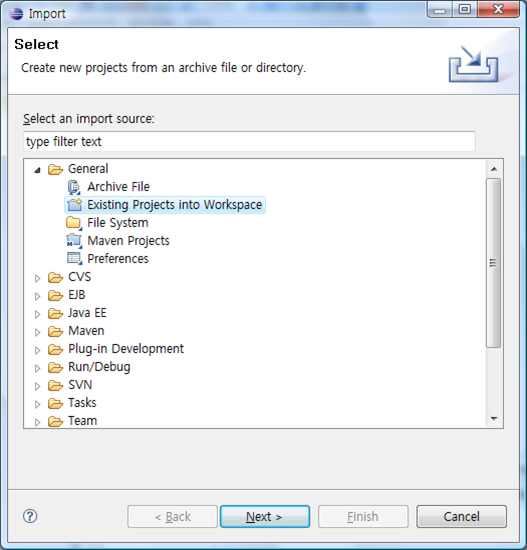 Import
Select
Create new projects from an archive file or directory.
Select an import source:
type filter text
General
Archive File
Existing Projects into Workspace
File System
Maven Projects
Preferences
CVS
EJB
Java EE
Maven
Plug-in Development
Run/Debug
SVN
Tasks
Team
?
< Back
Next >
Finish
Cancel